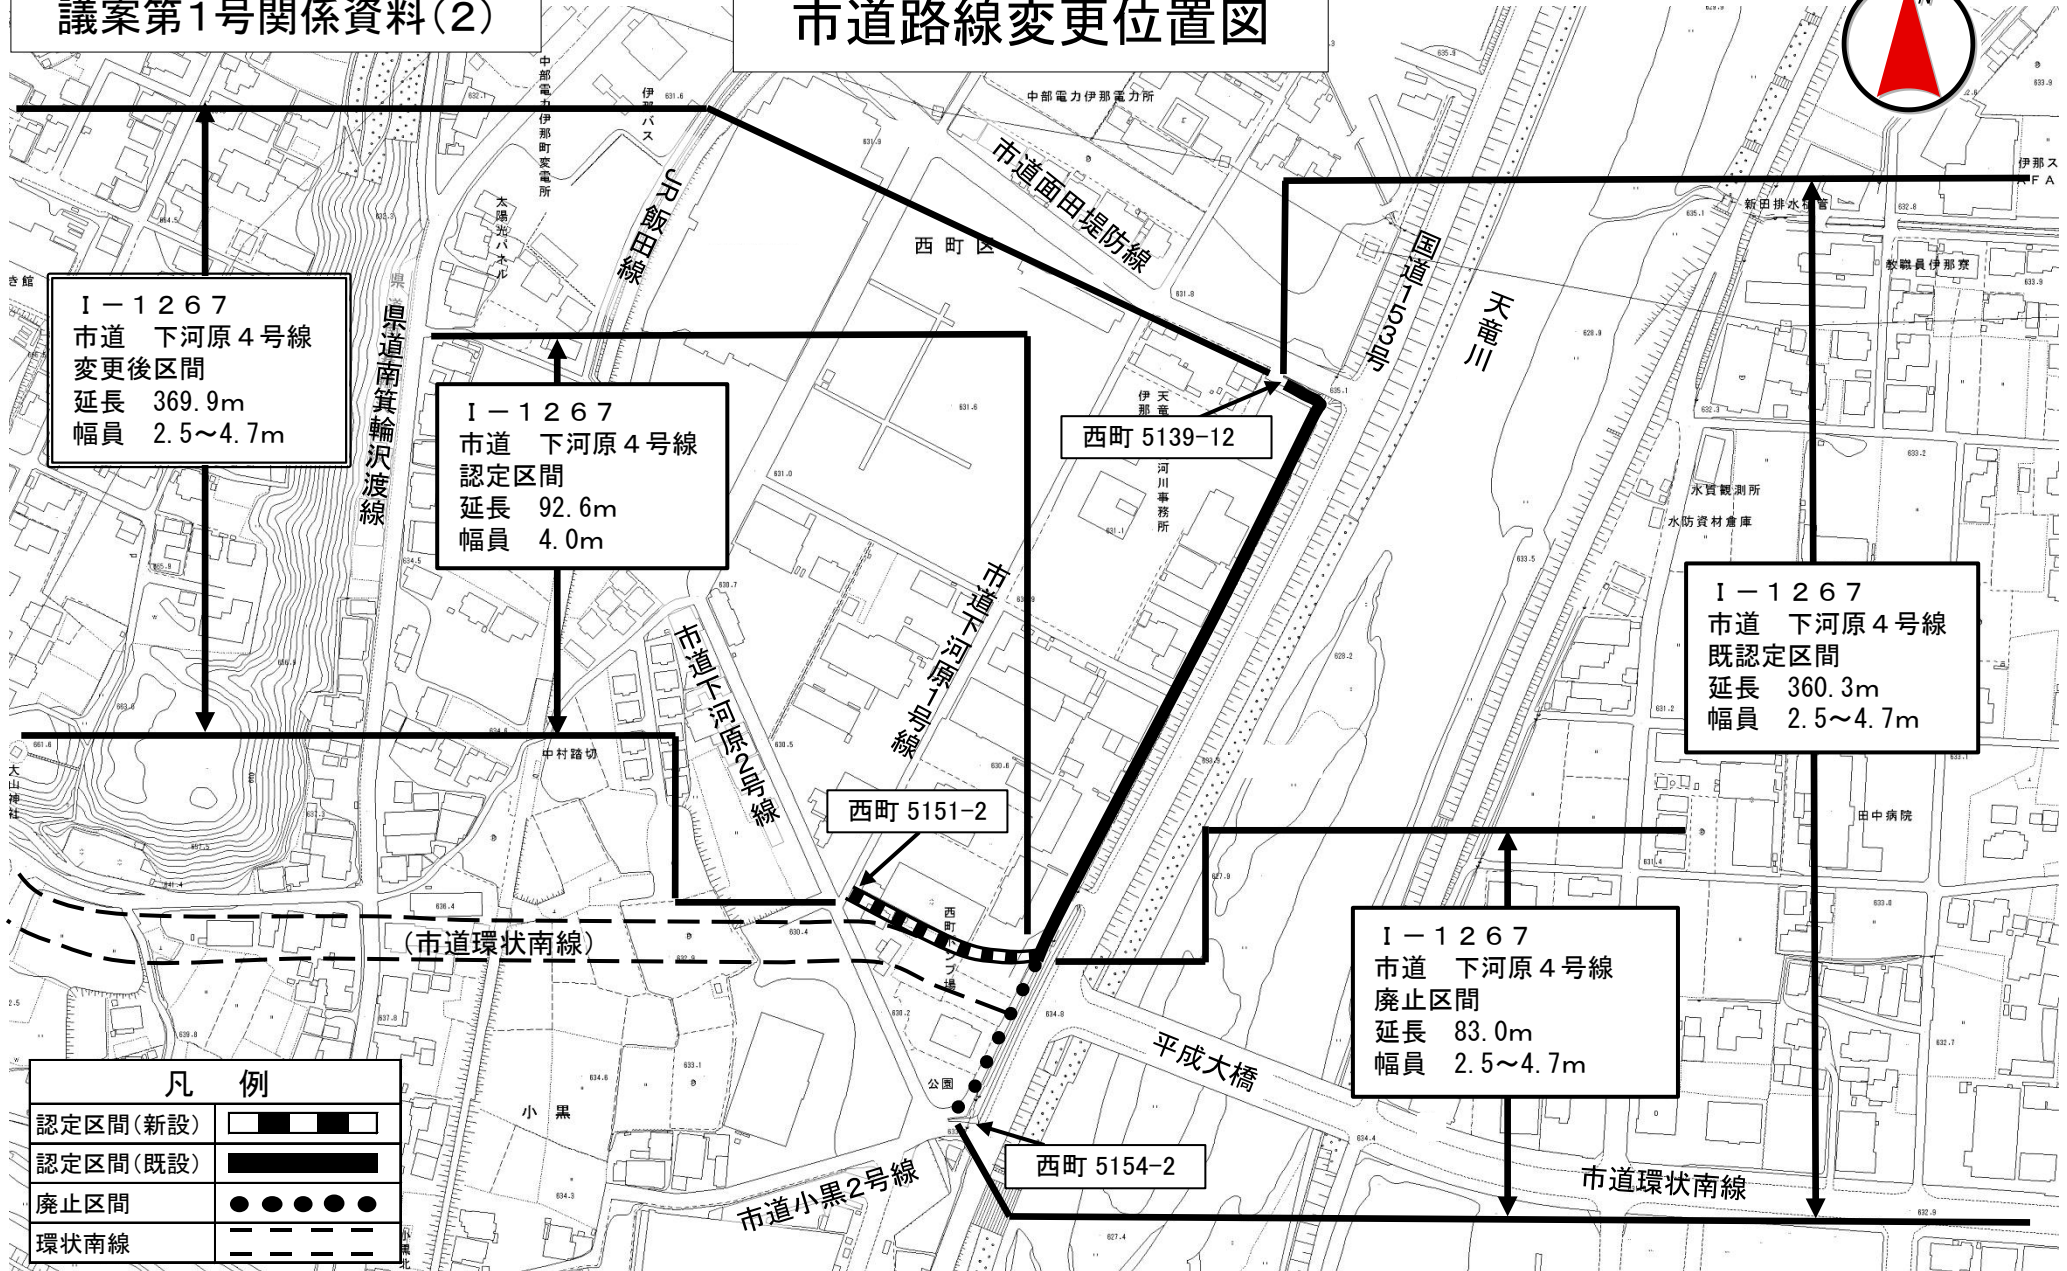 議案第1号関係資料(2)
市道路線変更位置図
N
中部電力伊那町変電所
伊那バス
中部電力伊那電力所
太陽光パネル
JR飯田線
西町区
市道面田堤防線
国道153号
天竜川
新田排水樋管
教職員伊那寮
県道南箕輪沢渡線
Ⅰ－1267
市道　下河原4号線
変更後区間
延長　369.9m
幅員　2.5～4.7m
Ⅰ－1267
市道　下河原4号線
認定区間
延長　92.6m
幅員　4.0m
西町 5139-12
水質観測所
水防資材倉庫
Ⅰ－1267
市道　下河原4号線
既認定区間
延長　360.3m
幅員　2.5～4.7m
市道下河原1号線
市道下河原2号線
中村踏切
大山神社
西町 5151-2
田中病院
(市道環状南線)
西町ポンプ場
Ⅰ－1267
市道　下河原4号線
廃止区間
延長　83.0m
幅員　2.5～4.7m
平成大橋
公園
小黒
西町 5154-2
市道小黒2号線
市道環状南線
凡　例
認定区間(新設)
認定区間(既設)
廃止区間
環状南線